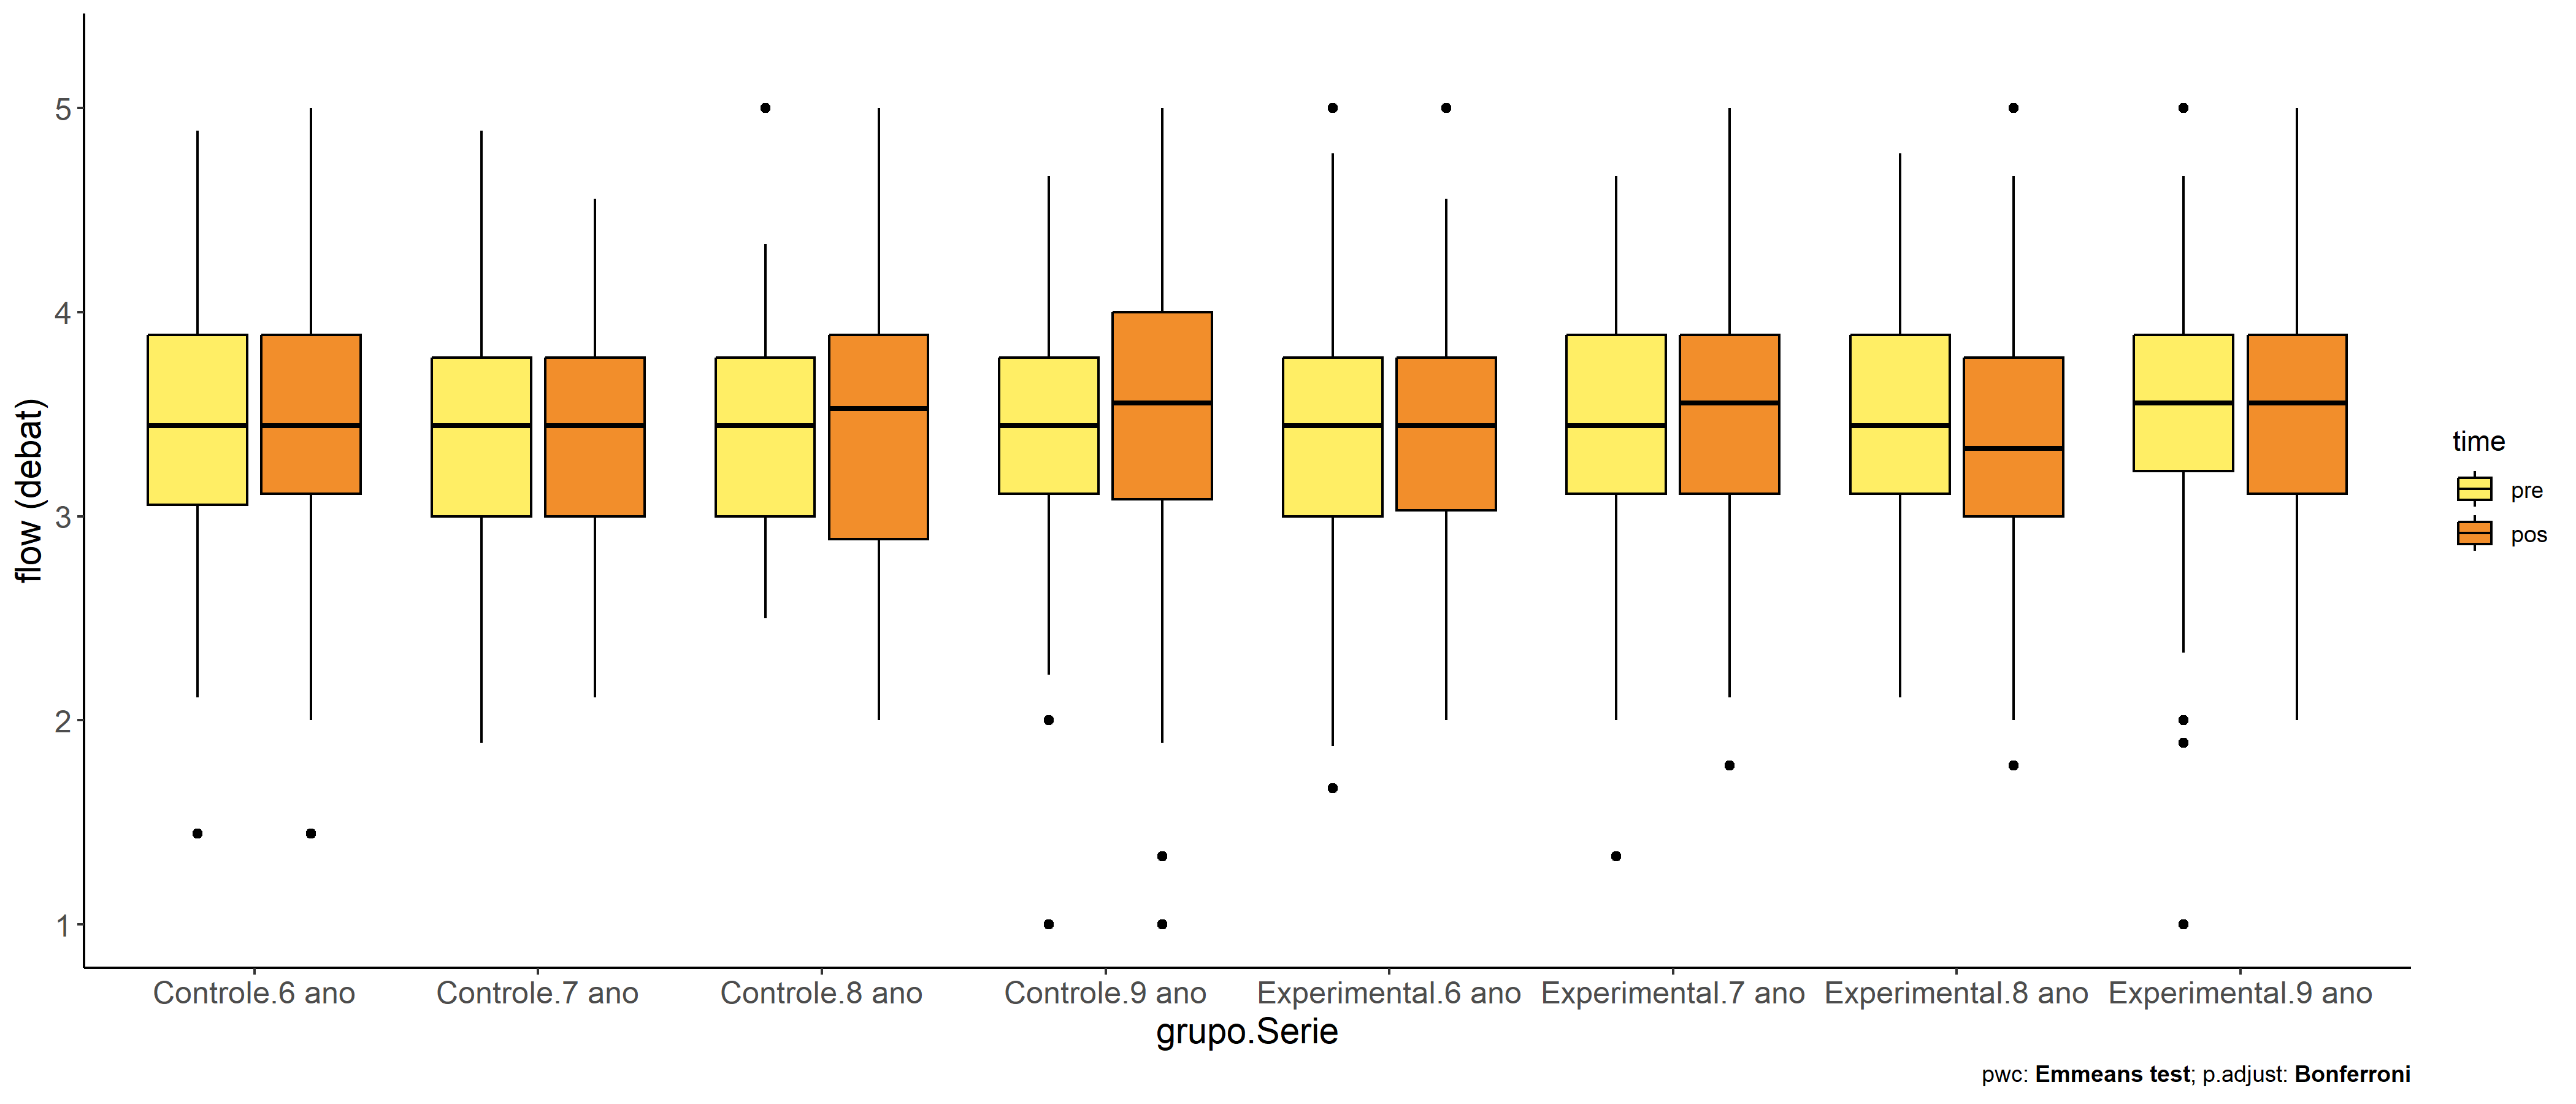 flow (debat)
5
4
3
2
1
Controle.6 ano
Controle.7 ano
Controle.8 ano
Controle.9 ano
Experimental.6 ano
Experimental.7 ano
Experimental.8 ano
Experimental.9 ano
grupo.Serie
time
pre
pos
pwc: Emmeans test; p.adjust: Bonferroni